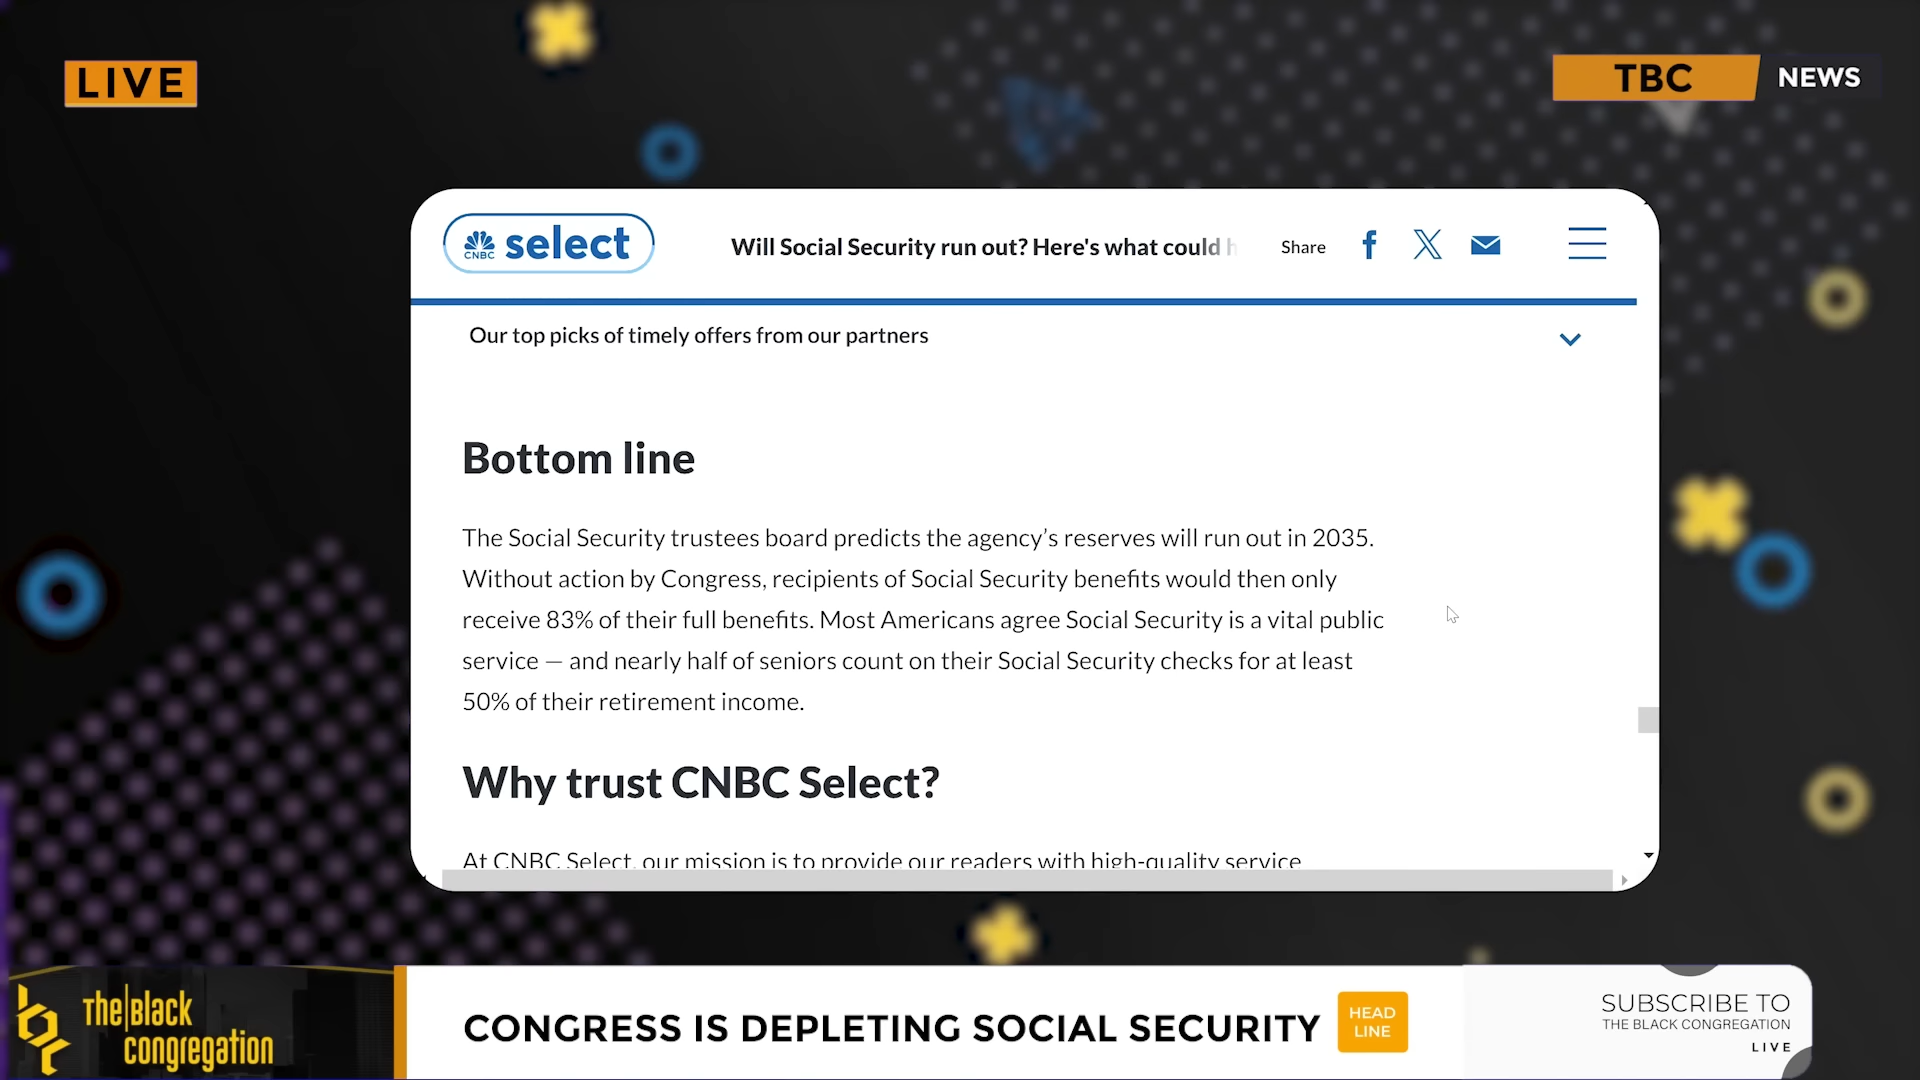 LIVE
TBC NEWS
CNBC select
Will Social Security run out? Here's what could h
Share
Our top picks of timely offers from our partners
Bottom line
The Social Security trustees board predicts the agency’s reserves will run out in 2035.
Without action by Congress, recipients of Social Security benefits would then only
receive 83% of their full benefits. Most Americans agree Social Security is a vital public
service — and nearly half of seniors count on their Social Security checks for at least
50% of their retirement income.
Why trust CNBC Select?
At CNBC Select, our mission is to provide our readers with high-quality service
the Black
congregation
CONGRESS IS DEPLETING SOCIAL SECURITY
HEAD
LINE
SUBSCRIBE TO
THE BLACK CONGREGATION
LIVE